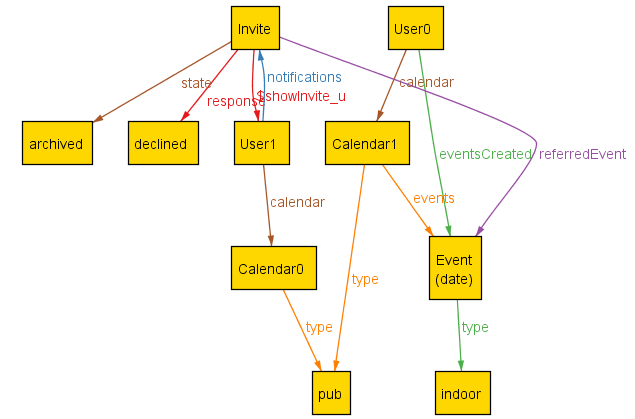 Invite
User0
state
response
notifications
$showInvite_u
calendar
archived
declined
User1
Calendar1
eventsCreated
referredEvent
calendar
events
Calendar0
Event
(date)
type
type
type
pub
indoor